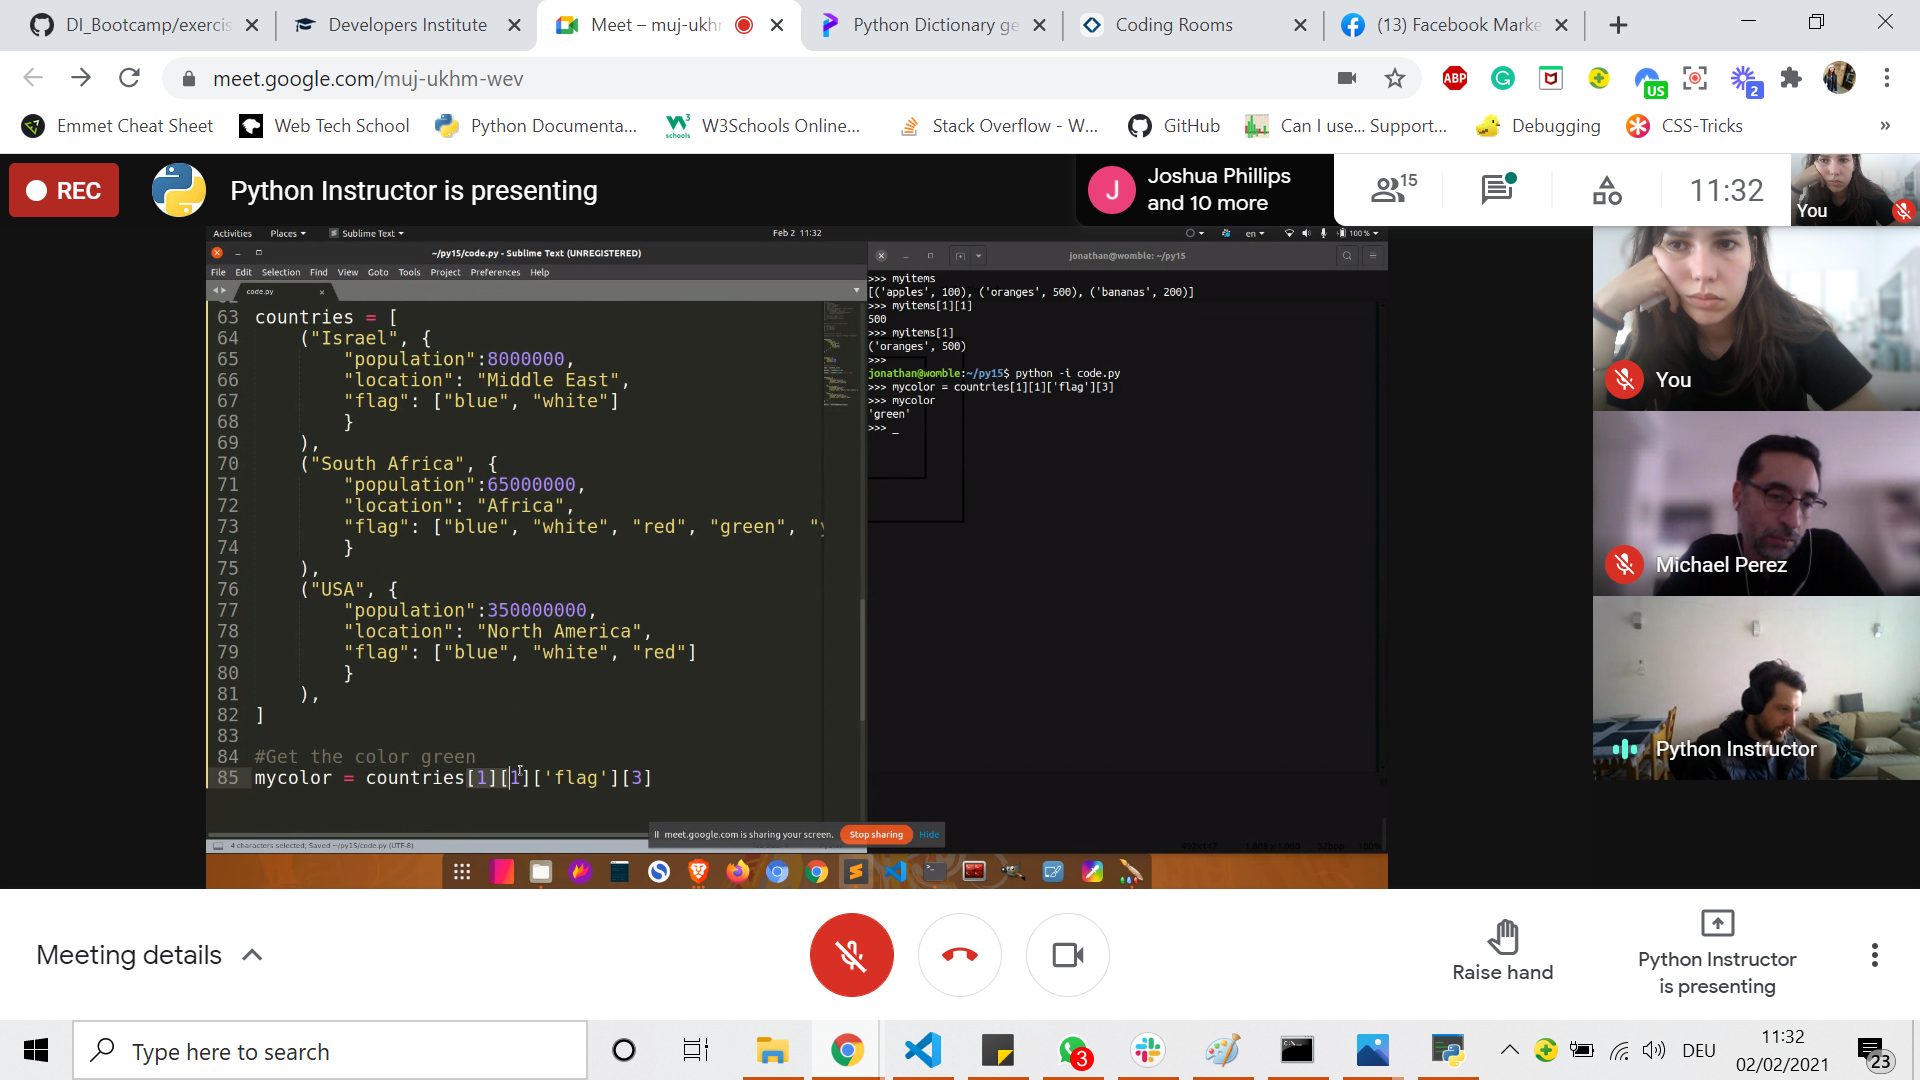 DI_Bootcamp/exercis
Developers Institute
Meet – muj-ukhr
Python Dictionary ge
Coding Rooms
(13) Facebook Marke
meet.google.com/muj-ukhm-wev
ABP
US
2
Emmet Cheat Sheet
Web Tech School
Python Documenta...
W3Schools Online...
Stack Overflow - W...
GitHub
Can I use... Support...
Debugging
CSS-Tricks
REC
Python Instructor is presenting
J
Joshua Phillips
and 10 more
15
11:32
You
Activities
Places
Sublime Text
Feb 2 11:32
en
100 %
~/py15/code.py - Sublime Text (UNREGISTERED)
File Edit Selection Find View Goto Tools Project Preferences Help
code.py
63 countries = [
64 ("Israel", {
65 "population":8000000,
66 "location": "Middle East",
67 "flag": ["blue", "white"]
68 }
69 ),
70 ("South Africa", {
71 "population":65000000,
72 "location": "Africa",
73 "flag": ["blue", "white", "red", "green", "y
74 }
75 ),
76 ("USA", {
77 "population":350000000,
78 "location": "North America",
79 "flag": ["blue", "white", "red"]
80 }
81 ),
82 ]
83
84 #Get the color green
85 mycolor = countries[1][1]['flag'][3]
4 characters selected; Saved ~/py15/code.py (UTF-8)
jonathan@womble: ~/py15
>>> myitems
[('apples', 100), ('oranges', 500), ('bananas', 200)]
>>> myitems[1][1]
500
>>> myitems[1]
('oranges', 500)
>>>
jonathan@womble:~/py15$ python -i code.py
>>> mycolor = countries[1][1]['flag'][3]
>>> mycolor
'green'
>>> _
meet.google.com is sharing your screen.
Stop sharing
Hide
You
Michael Perez
Python Instructor
Meeting details
Raise hand
Python Instructor
is presenting
Type here to search
3
DEU
11:32
02/02/2021
23